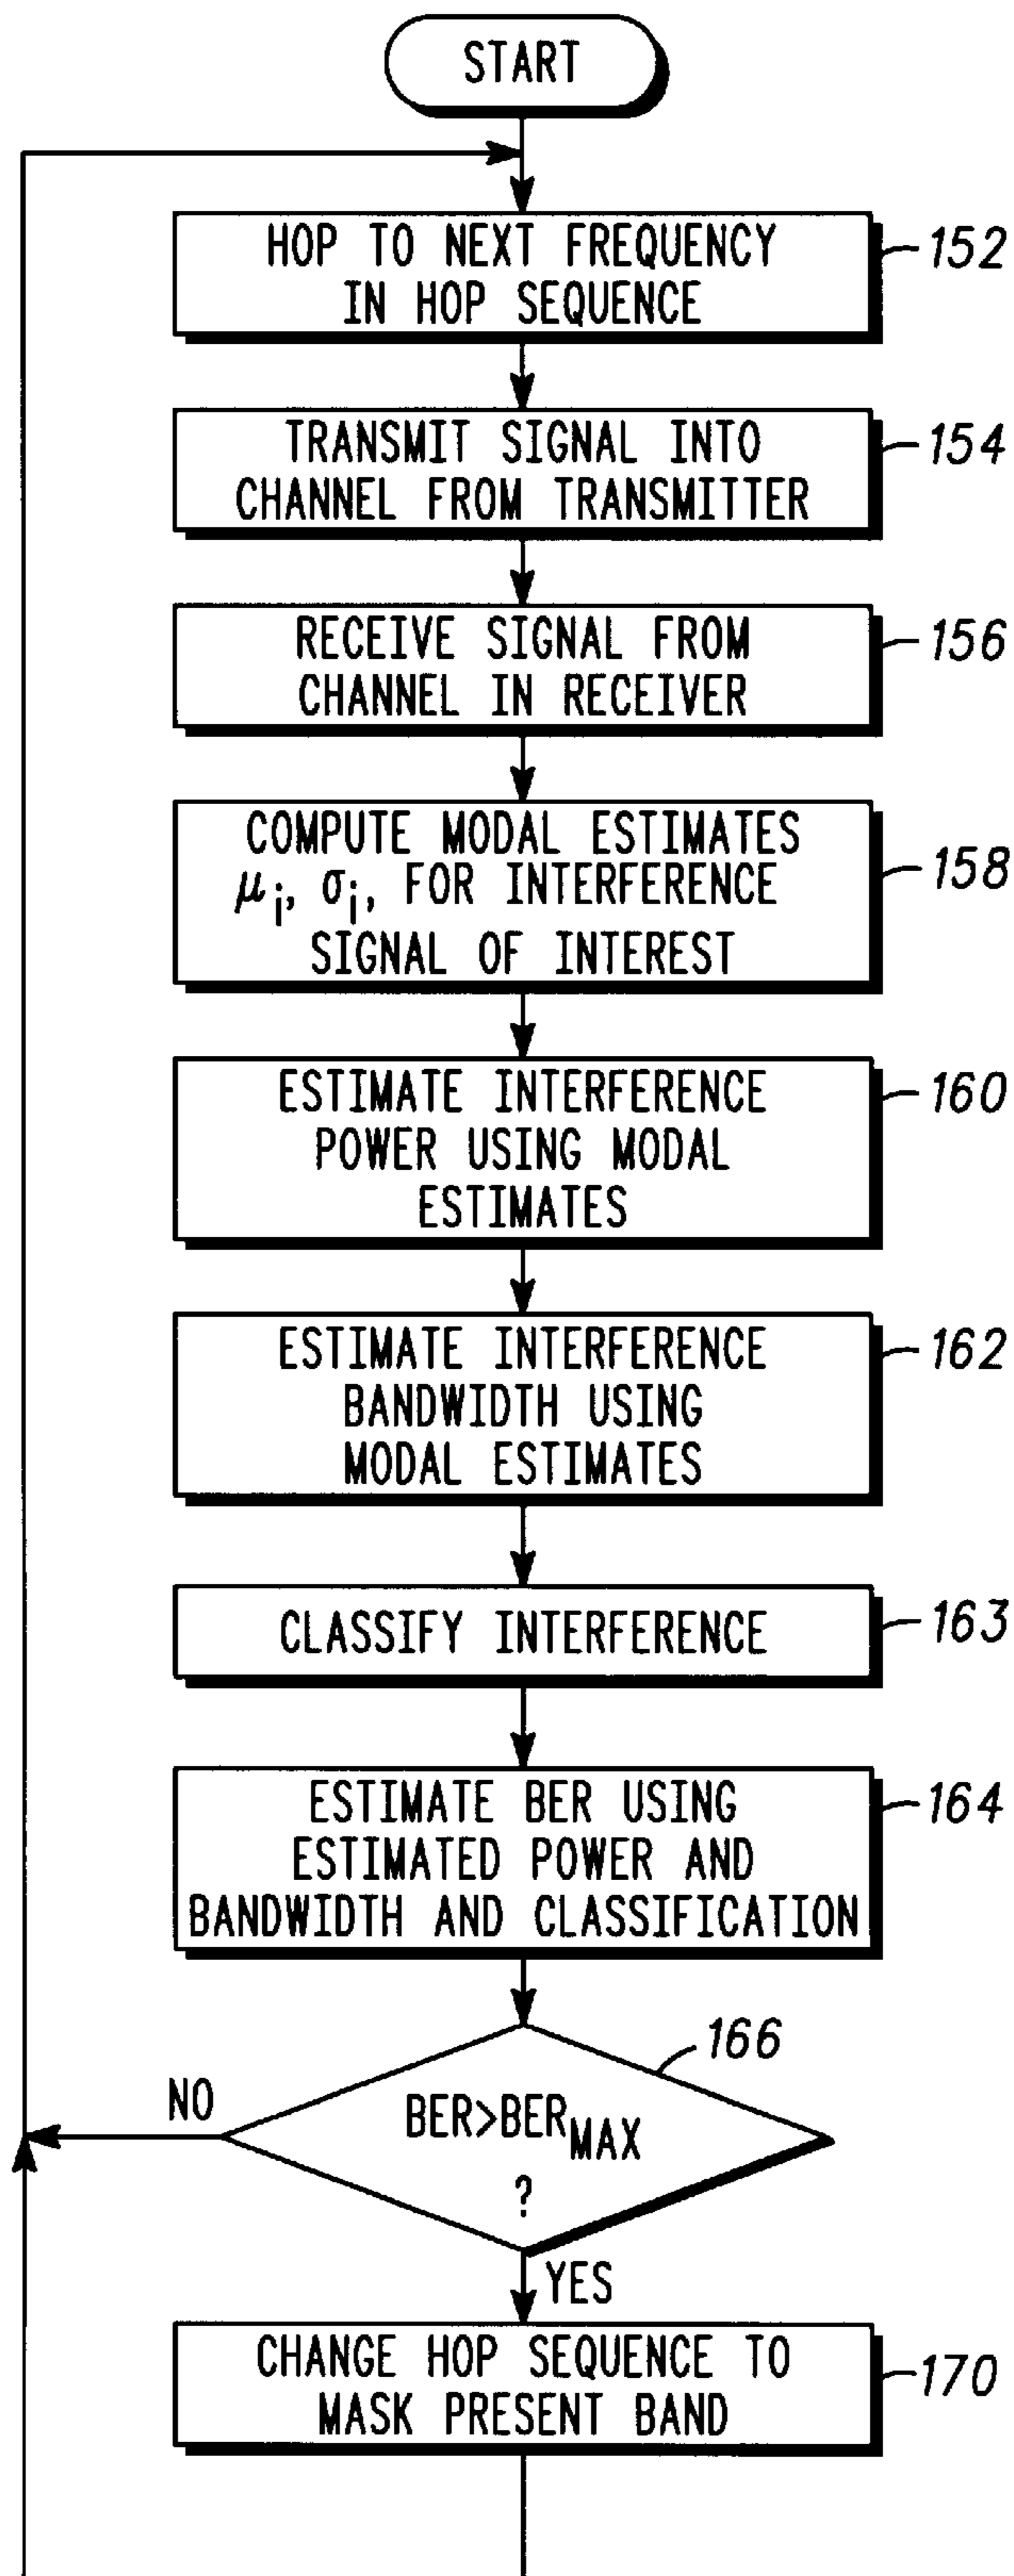 START
HOP TO NEXT FREQUENCY
IN HOP SEQUENCE
152
TRANSMIT SIGNAL INTO
CHANNEL FROM TRANSMITTER
154
RECEIVE SIGNAL FROM
CHANNEL IN RECEIVER
156
COMPUTE MODAL ESTIMATES
μi, σi, FOR INTERFERENCE
SIGNAL OF INTEREST
158
ESTIMATE INTERFERENCE
POWER USING MODAL
ESTIMATES
160
ESTIMATE INTERFERENCE
BANDWIDTH USING
MODAL ESTIMATES
162
CLASSIFY INTERFERENCE
163
ESTIMATE BER USING
ESTIMATED POWER AND
BANDWIDTH AND CLASSIFICATION
164
166
NO
BER>BERMAX
?
YES
CHANGE HOP SEQUENCE TO
MASK PRESENT BAND
170